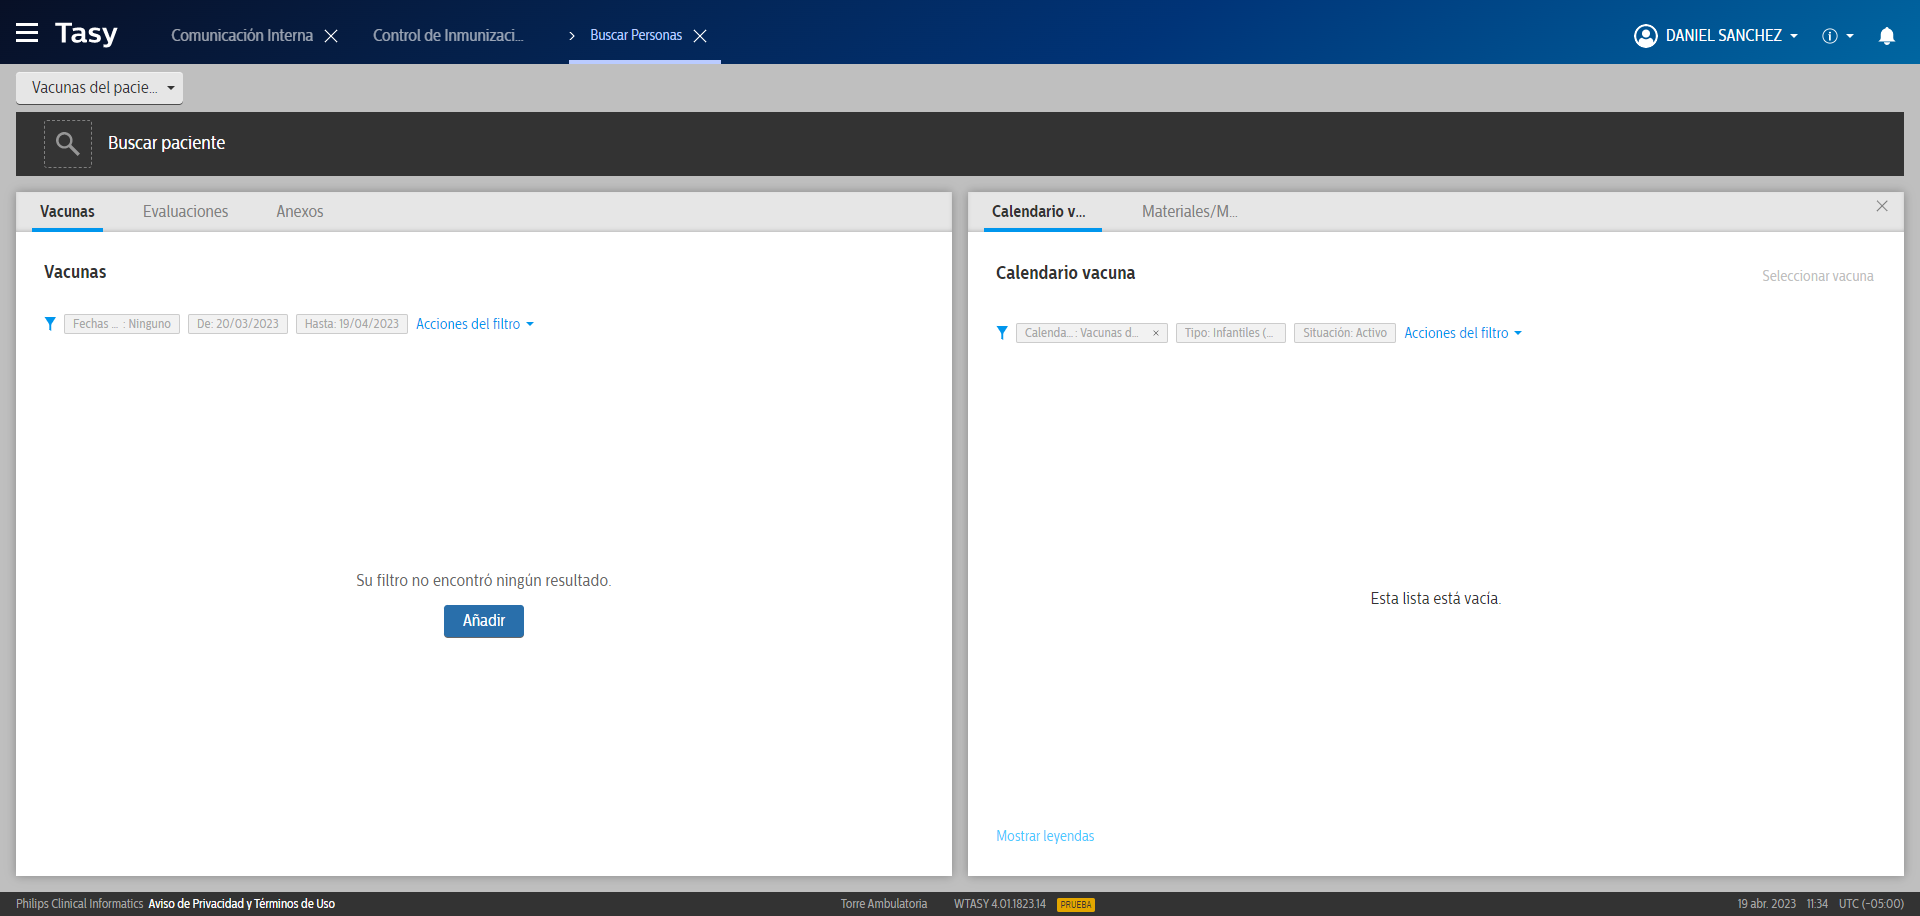 Tasy
Comunicación Interna
Control de Inmunizaci...
Buscar Personas
DANIEL SANCHEZ
Vacunas del pacie...
Buscar paciente
Vacunas
Evaluaciones
Anexos
Vacunas
Fechas ... : Ninguno
De: 20/03/2023
Hasta: 19/04/2023
Acciones del filtro
Su filtro no encontró ningún resultado.
Añadir
Calendario v...
Materiales/M...
Calendario vacuna
Seleccionar vacuna
Calenda... : Vacunas d...
Tipo: Infantiles (...
Situación: Activo
Acciones del filtro
Esta lista está vacía.
Mostrar leyendas
Philips Clinical Informatics Aviso de Privacidad y Términos de Uso
Torre Ambulatoria
WTASY 4.01.1823.14
PRUEBA
19 abr. 2023 11:34 UTC (-05:00)